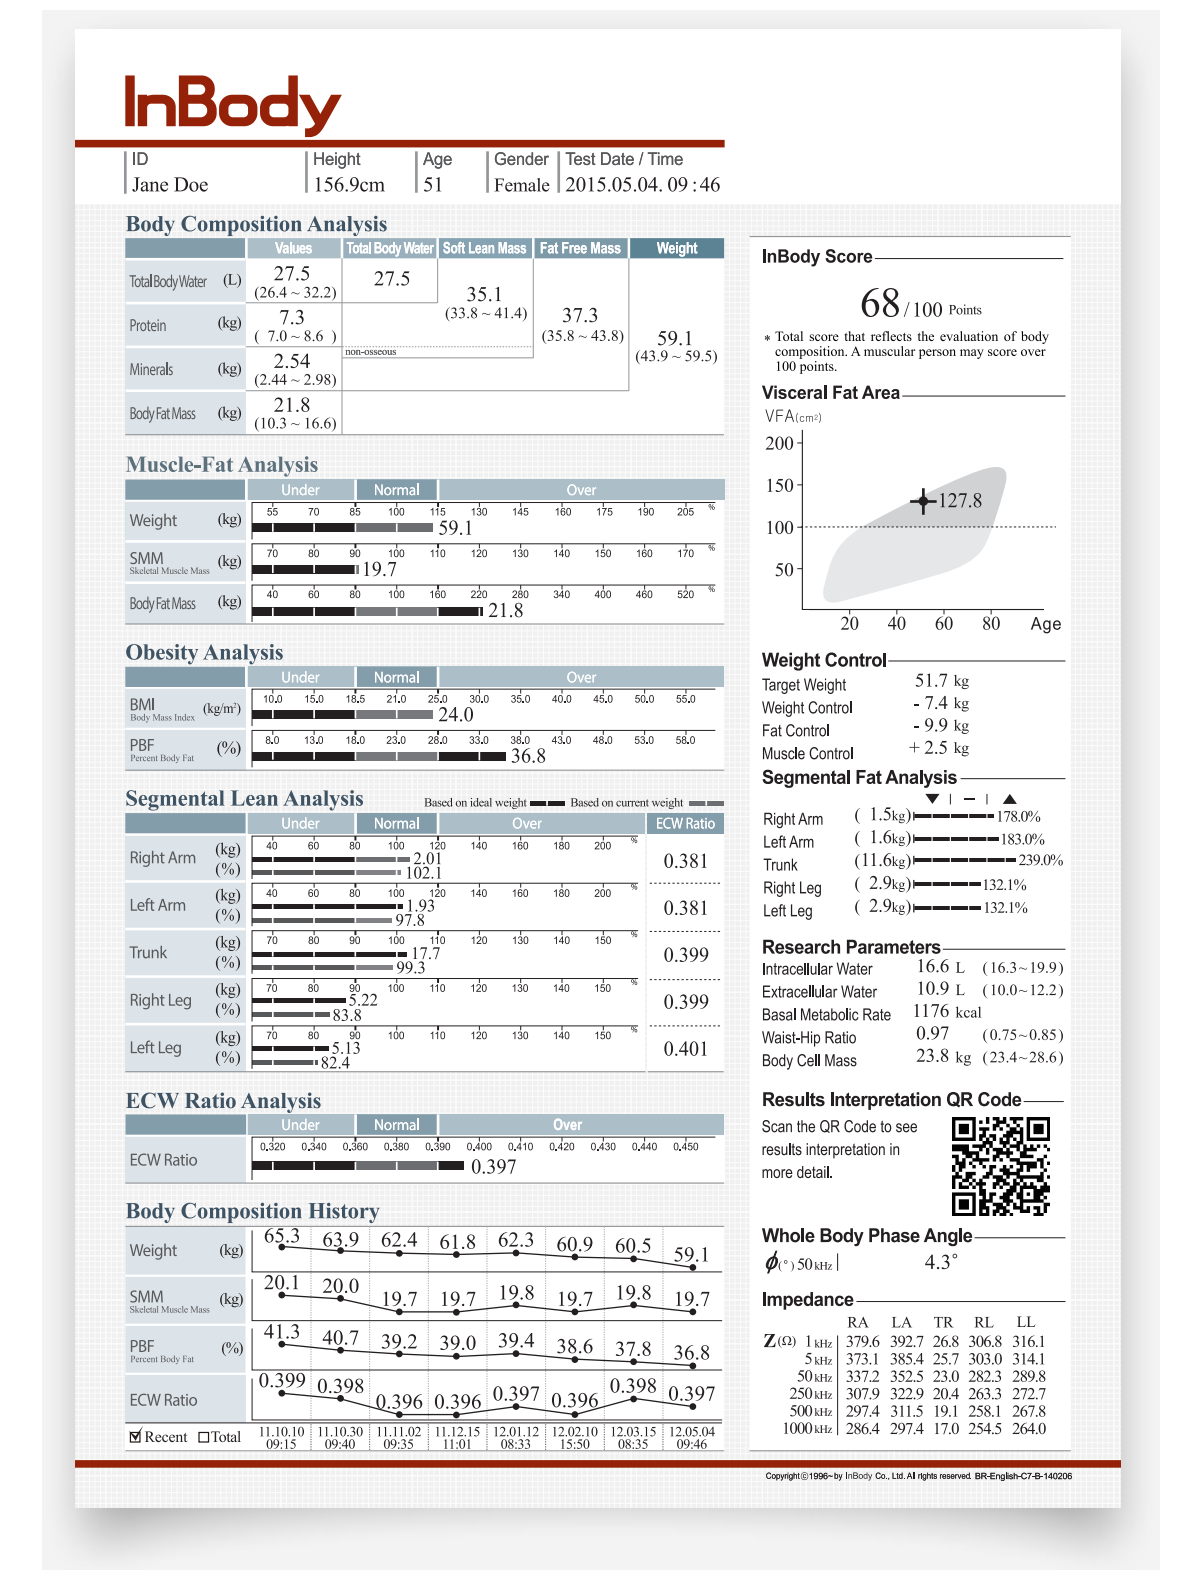 InBody
ID Height Age Gender Test Date / Time
Jane Doe 156.9cm 51 Female 2015.05.04. 09 : 46
Body Composition Analysis
Values Total Body Water Soft Lean Mass Fat Free Mass Weight
Total Body Water (L) 27.5 (26.4 ~ 32.2) 27.5
35.1 (33.8 ~ 41.4)
37.3 (35.8 ~ 43.8)
59.1 (43.9 ~ 59.5)
Protein (kg) 7.3 ( 7.0 ~ 8.6 )
non-osseous
Minerals (kg) 2.54 (2.44 ~ 2.98)
Body Fat Mass (kg) 21.8 (10.3 ~ 16.6)
Muscle-Fat Analysis
Under Normal Over
Weight (kg) 55 70 85 100 115 130 145 160 175 190 205 %
59.1
SMM (kg) 70 80 90 100 110 120 130 140 150 160 170 %
Skeletal Muscle Mass 19.7
Body Fat Mass (kg) 40 60 80 100 160 220 280 340 400 460 520 %
21.8
Obesity Analysis
Under Normal Over
BMI (kg/m²) 10.0 15.0 18.5 21.0 25.0 30.0 35.0 40.0 45.0 50.0 55.0
Body Mass Index 24.0
PBF (%) 8.0 13.0 18.0 23.0 28.0 33.0 38.0 43.0 48.0 53.0 58.0
Percent Body Fat 36.8
Segmental Lean Analysis Based on ideal weight Based on current weight
Under Normal Over ECW Ratio
Right Arm (kg) (%) 40 60 80 100 120 140 160 180 200 %
2.01
102.1
0.381
Left Arm (kg) (%) 40 60 80 100 120 140 160 180 200 %
1.93
97.8
0.381
Trunk (kg) (%) 70 80 90 100 110 120 130 140 150 %
17.7
99.3
0.399
Right Leg (kg) (%) 70 80 90 100 110 120 130 140 150 %
5.22
83.8
0.399
Left Leg (kg) (%) 70 80 90 100 110 120 130 140 150 %
5.13
82.4
0.401
ECW Ratio Analysis
Under Normal Over
ECW Ratio 0.320 0.340 0.360 0.380 0.390 0.400 0.410 0.420 0.430 0.440 0.450
0.397
Body Composition History
Weight (kg) 65.3 63.9 62.4 61.8 62.3 60.9 60.5 59.1
SMM (kg) 20.1 20.0 19.7 19.7 19.8 19.7 19.8 19.7
Skeletal Muscle Mass
PBF (%) 41.3 40.7 39.2 39.0 39.4 38.6 37.8 36.8
Percent Body Fat
ECW Ratio 0.399 0.398 0.396 0.396 0.397 0.396 0.398 0.397
☑ Recent ☐ Total 11.10.10 11.10.30 11.11.02 11.12.15 12.01.12 12.02.10 12.03.15 12.05.04
09:15 09:40 09:35 11:01 08:33 15:50 08:35 09:46
InBody Score
68 / 100 Points
* Total score that reflects the evaluation of body
composition. A muscular person may score over
100 points.
Visceral Fat Area
VFA(cm²)
200
150
127.8
100
50
20 40 60 80 Age
Weight Control
Target Weight 51.7 kg
Weight Control - 7.4 kg
Fat Control - 9.9 kg
Muscle Control + 2.5 kg
Segmental Fat Analysis
▼ | – | ▲
Right Arm ( 1.5kg) 178.0%
Left Arm ( 1.6kg) 183.0%
Trunk (11.6kg) 239.0%
Right Leg ( 2.9kg) 132.1%
Left Leg ( 2.9kg) 132.1%
Research Parameters
Intracellular Water 16.6 L (16.3~19.9)
Extracellular Water 10.9 L (10.0~12.2)
Basal Metabolic Rate 1176 kcal
Waist-Hip Ratio 0.97 (0.75~0.85)
Body Cell Mass 23.8 kg (23.4~28.6)
Results Interpretation QR Code
Scan the QR Code to see
results interpretation in
more detail.
Whole Body Phase Angle
ϕ(°) 50 kHz | 4.3°
Impedance
RA LA TR RL LL
Z(Ω) 1 kHz 379.6 392.7 26.8 306.8 316.1
5 kHz 373.1 385.4 25.7 303.0 314.1
50 kHz 337.2 352.5 23.0 282.3 289.8
250 kHz 307.9 322.9 20.4 263.3 272.7
500 kHz 297.4 311.5 19.1 258.1 267.8
1000 kHz 286.4 297.4 17.0 254.5 264.0
Copyright©1996~by InBody Co., Ltd. All rights reserved. BR-English-C7-B-140206